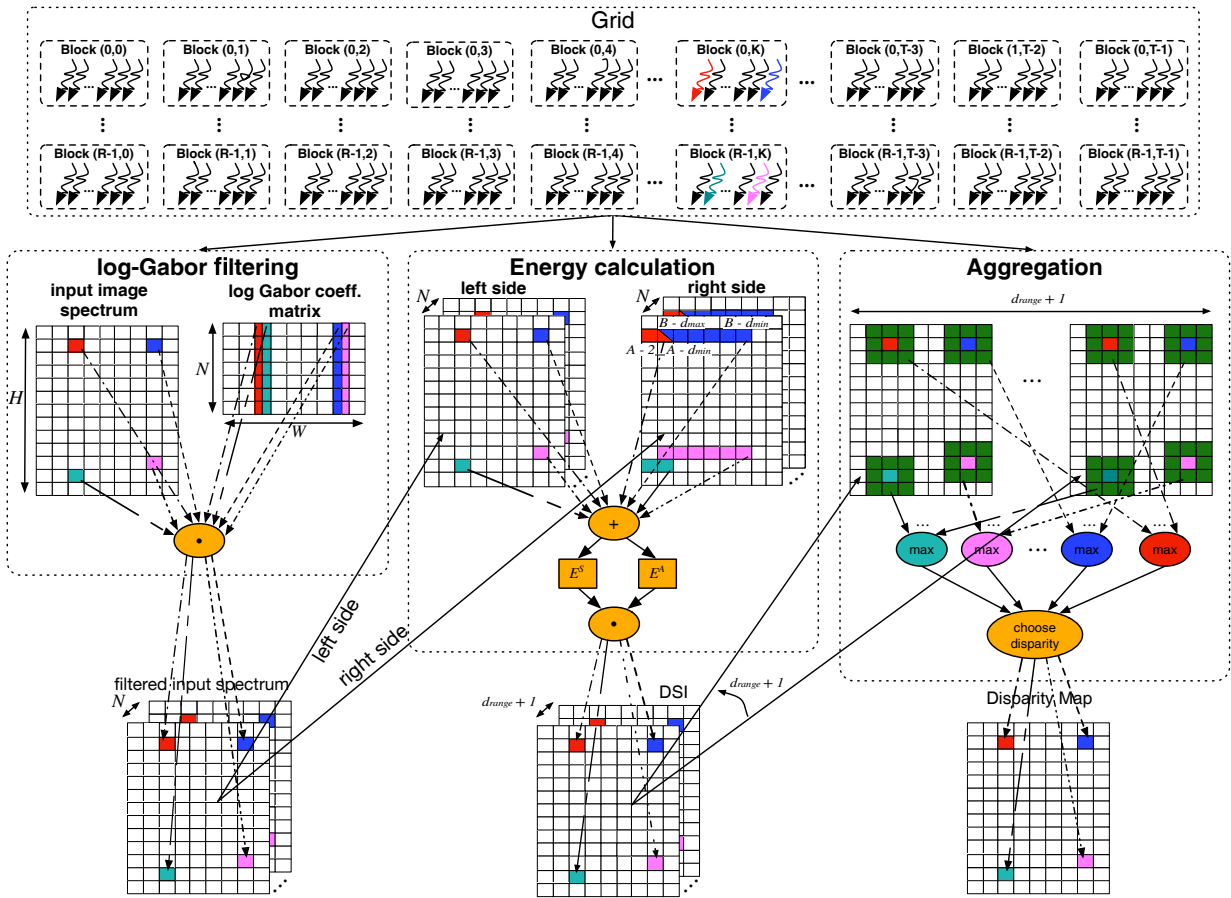 Grid
Block (0,0) Block (0,1) Block (0,2) Block (0,3) Block (0,4) Block (0,K) Block (0,T-3) Block (1,T-2) Block (0,T-1)
... ...
Block (R-1,0) Block (R-1,1) Block (R-1,2) Block (R-1,3) Block (R-1,4) Block (R-1,K) Block (R-1,T-3) Block (R-1,T-2) Block (R-1,T-1)
... ...
log-Gabor filtering
input image
spectrum
log Gabor coeff.
matrix
H
N
W
•
Energy calculation
left side
right side
N
B - dmax
B - dmin
A - 2
A - dmin
+
E^S
E^A
•
Aggregation
drange + 1
...
max
max
...
max
max
choose
disparity
left side
right side
filtered input spectrum
N
drange + 1
DSI
drange + 1
Disparity Map